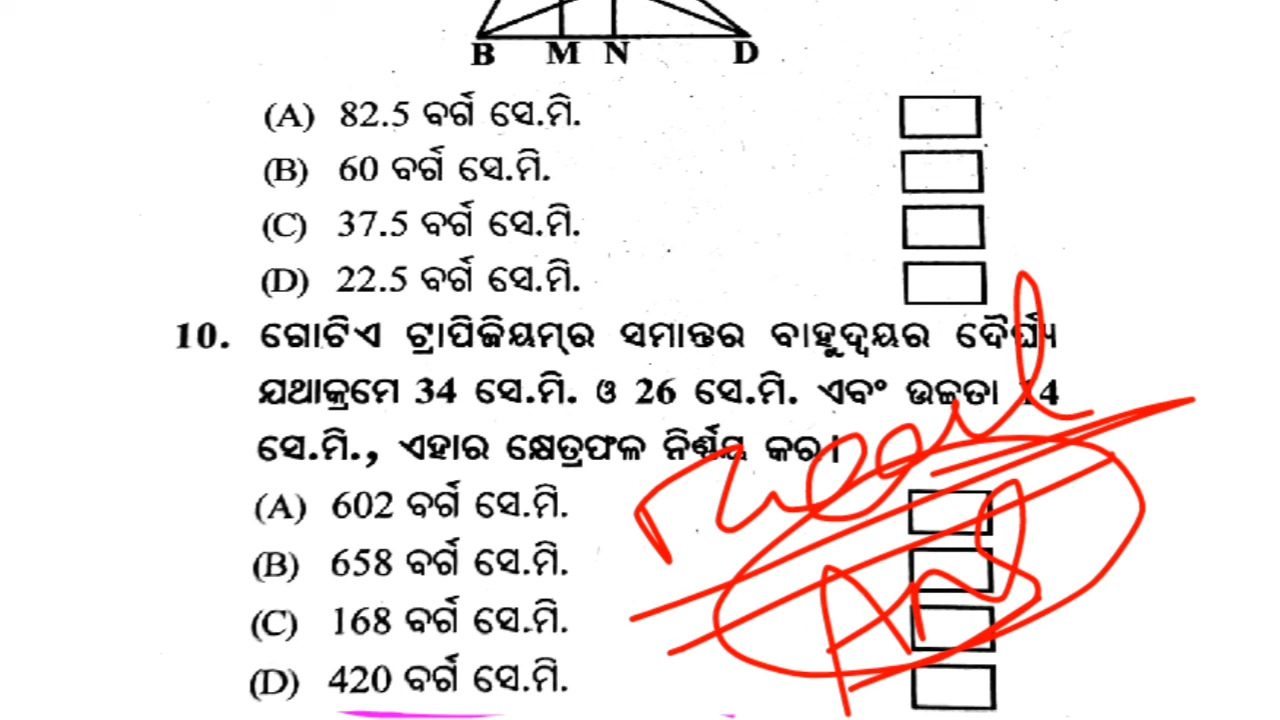 B M N D
(A) 82.5 ବର୍ଗ ସେ.ମି.
(B) 60 ବର୍ଗ ସେ.ମି.
(C) 37.5 ବର୍ଗ ସେ.ମି.
(D) 22.5 ବର୍ଗ ସେ.ମି.
10. ଗୋଟିଏ ଟ୍ରାପିଜିୟମ୍‌ର ସମାନ୍ତର ବାହୁଦ୍ୱୟର ଦୈର୍ଘ୍ୟ
ଯଥାକ୍ରମେ 34 ସେ.ମି. ଓ 26 ସେ.ମି. ଏବଂ ଉଚ୍ଚତା 14
ସେ.ମି., ଏହାର କ୍ଷେତ୍ରଫଳ ନିର୍ଣ୍ଣୟ କର।
(A) 602 ବର୍ଗ ସେ.ମି.
(B) 658 ବର୍ଗ ସେ.ମି.
(C) 168 ବର୍ଗ ସେ.ମି.
Ans
(D) 420 ବର୍ଗ ସେ.ମି.